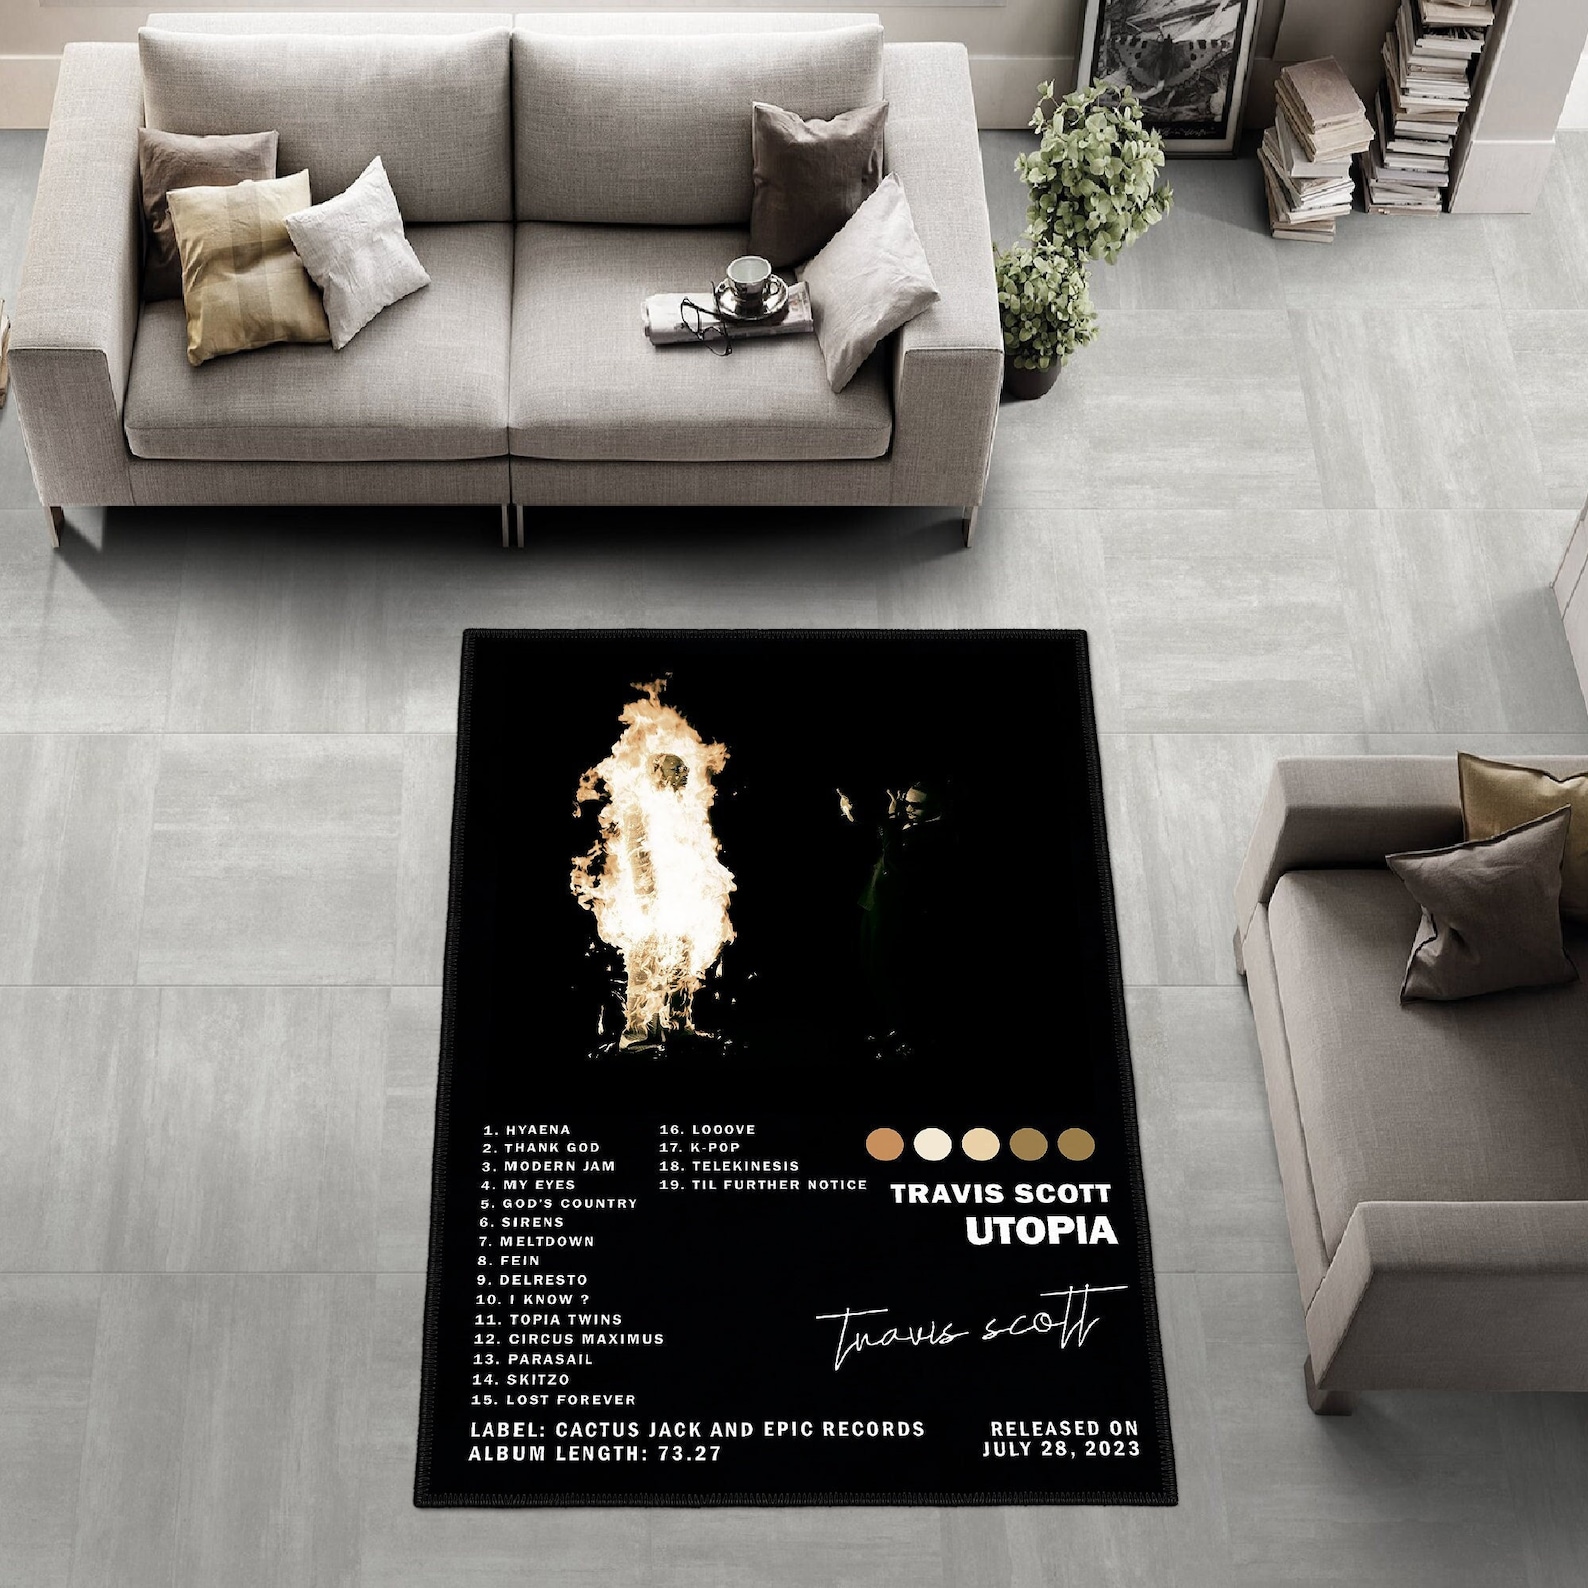 1. HYAENA
2. THANK GOD
3. MODERN JAM
4. MY EYES
5. GOD'S COUNTRY
6. SIRENS
7. MELTDOWN
8. FEIN
9. DELRESTO
10. I KNOW ?
11. TOPIA TWINS
12. CIRCUS MAXIMUS
13. PARASAIL
14. SKITZO
15. LOST FOREVER
16. LOOOVE
17. K-POP
18. TELEKINESIS
19. TIL FURTHER NOTICE
TRAVIS SCOTT
UTOPIA
Travis scott
LABEL: CACTUS JACK AND EPIC RECORDS
ALBUM LENGTH: 73.27
RELEASED ON
JULY 28, 2023